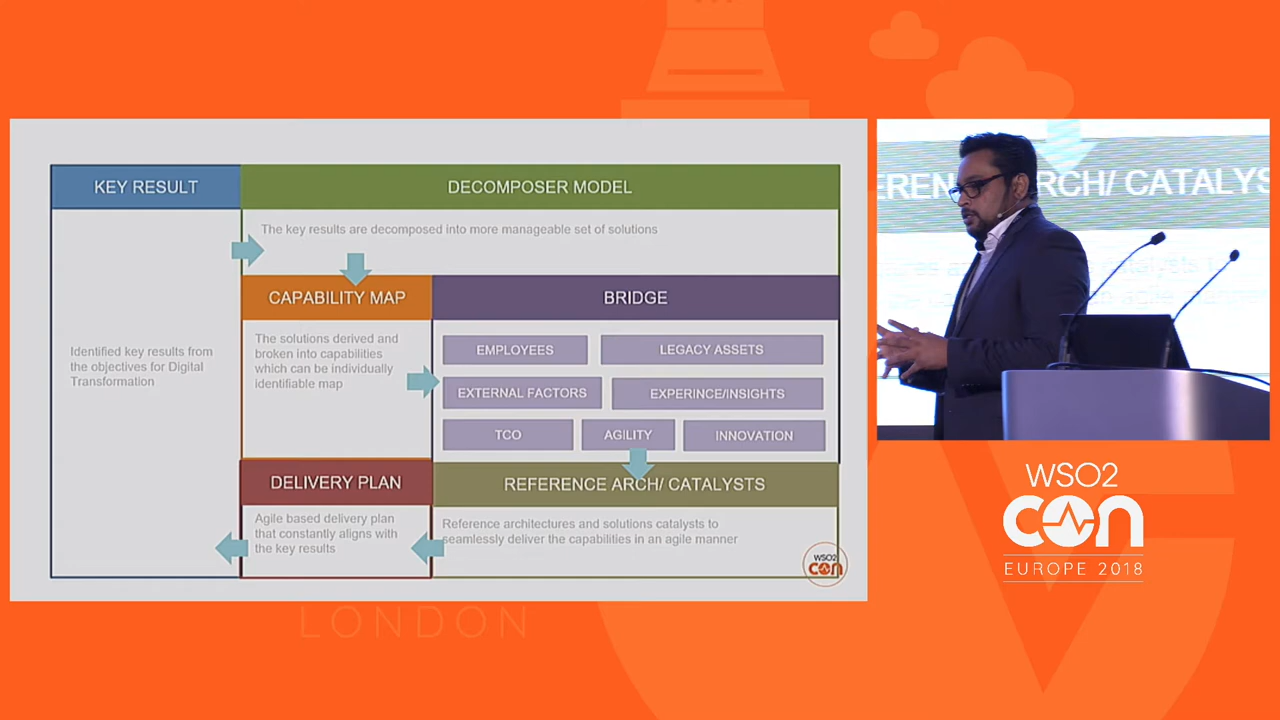 KEY RESULT
DECOMPOSER MODEL
The key results are decomposed into more manageable set of solutions
CAPABILITY MAP
BRIDGE
The solutions derived and
broken into capabilities
which can be individually
identifiable map
Identified key results from
the objectives for Digital
Transformation
EMPLOYEES
LEGACY ASSETS
EXTERNAL FACTORS
EXPERINCE/INSIGHTS
TCO
AGILITY
INNOVATION
DELIVERY PLAN
REFERENCE ARCH/ CATALYSTS
Agile based delivery plan
that constantly aligns with
the key results
Reference architectures and solutions catalysts to
seamlessly deliver the capabilities in an agile manner
WSO2
CON
ARCH/ CATALYS
WSO2
CON
EUROPE 2018
LONDON